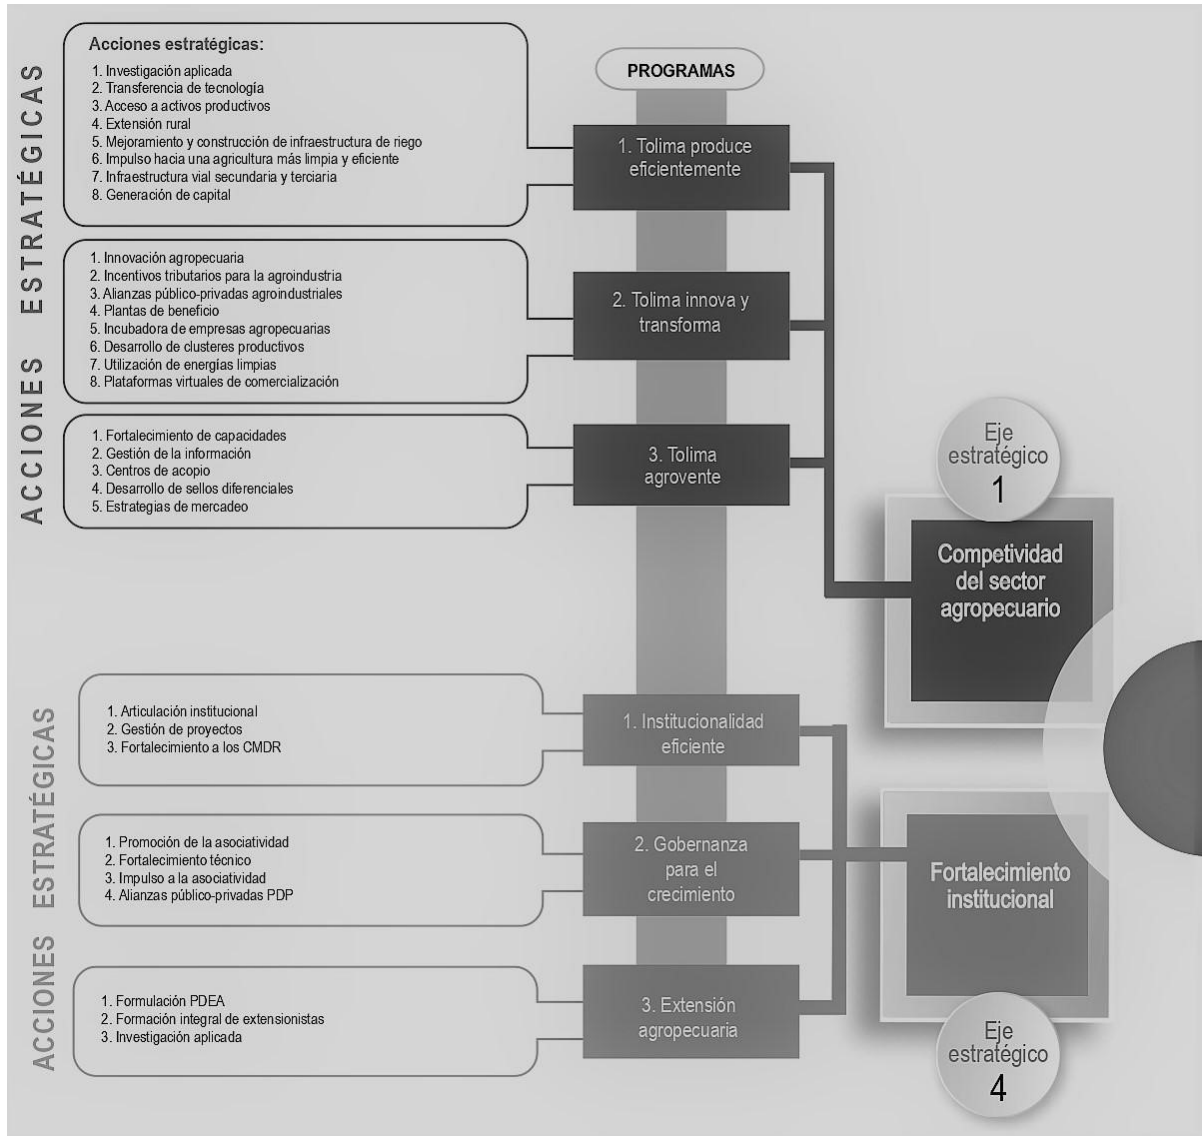 ACCIONES ESTRATÉGICAS
Acciones estratégicas:
1. Investigación aplicada
2. Transferencia de tecnología
3. Acceso a activos productivos
4. Extensión rural
5. Mejoramiento y construcción de infraestructura de riego
6. Impulso hacia una agricultura más limpia y eficiente
7. Infraestructura vial secundaria y terciaria
8. Generación de capital
PROGRAMAS
1. Tolima produce
eficientemente
1. Innovación agropecuaria
2. Incentivos tributarios para la agroindustria
3. Alianzas público-privadas agroindustriales
4. Plantas de beneficio
5. Incubadora de empresas agropecuarias
6. Desarrollo de clusteres productivos
7. Utilización de energías limpias
8. Plataformas virtuales de comercialización
2. Tolima innova y
transforma
1. Fortalecimiento de capacidades
2. Gestión de la información
3. Centros de acopio
4. Desarrollo de sellos diferenciales
5. Estrategias de mercadeo
3. Tolima
agrovente
Eje
estratégico
1
Competividad
del sector
agropecuario
ACCIONES ESTRATÉGICAS
1. Articulación institucional
2. Gestión de proyectos
3. Fortalecimiento a los CMDR
1. Institucionalidad
eficiente
1. Promoción de la asociatividad
2. Fortalecimiento técnico
3. Impulso a la asociatividad
4. Alianzas público-privadas PDP
2. Gobernanza
para el
crecimiento
Fortalecimiento
institucional
1. Formulación PDEA
2. Formación integral de extensionistas
3. Investigación aplicada
3. Extensión
agropecuaria
Eje
estratégico
4